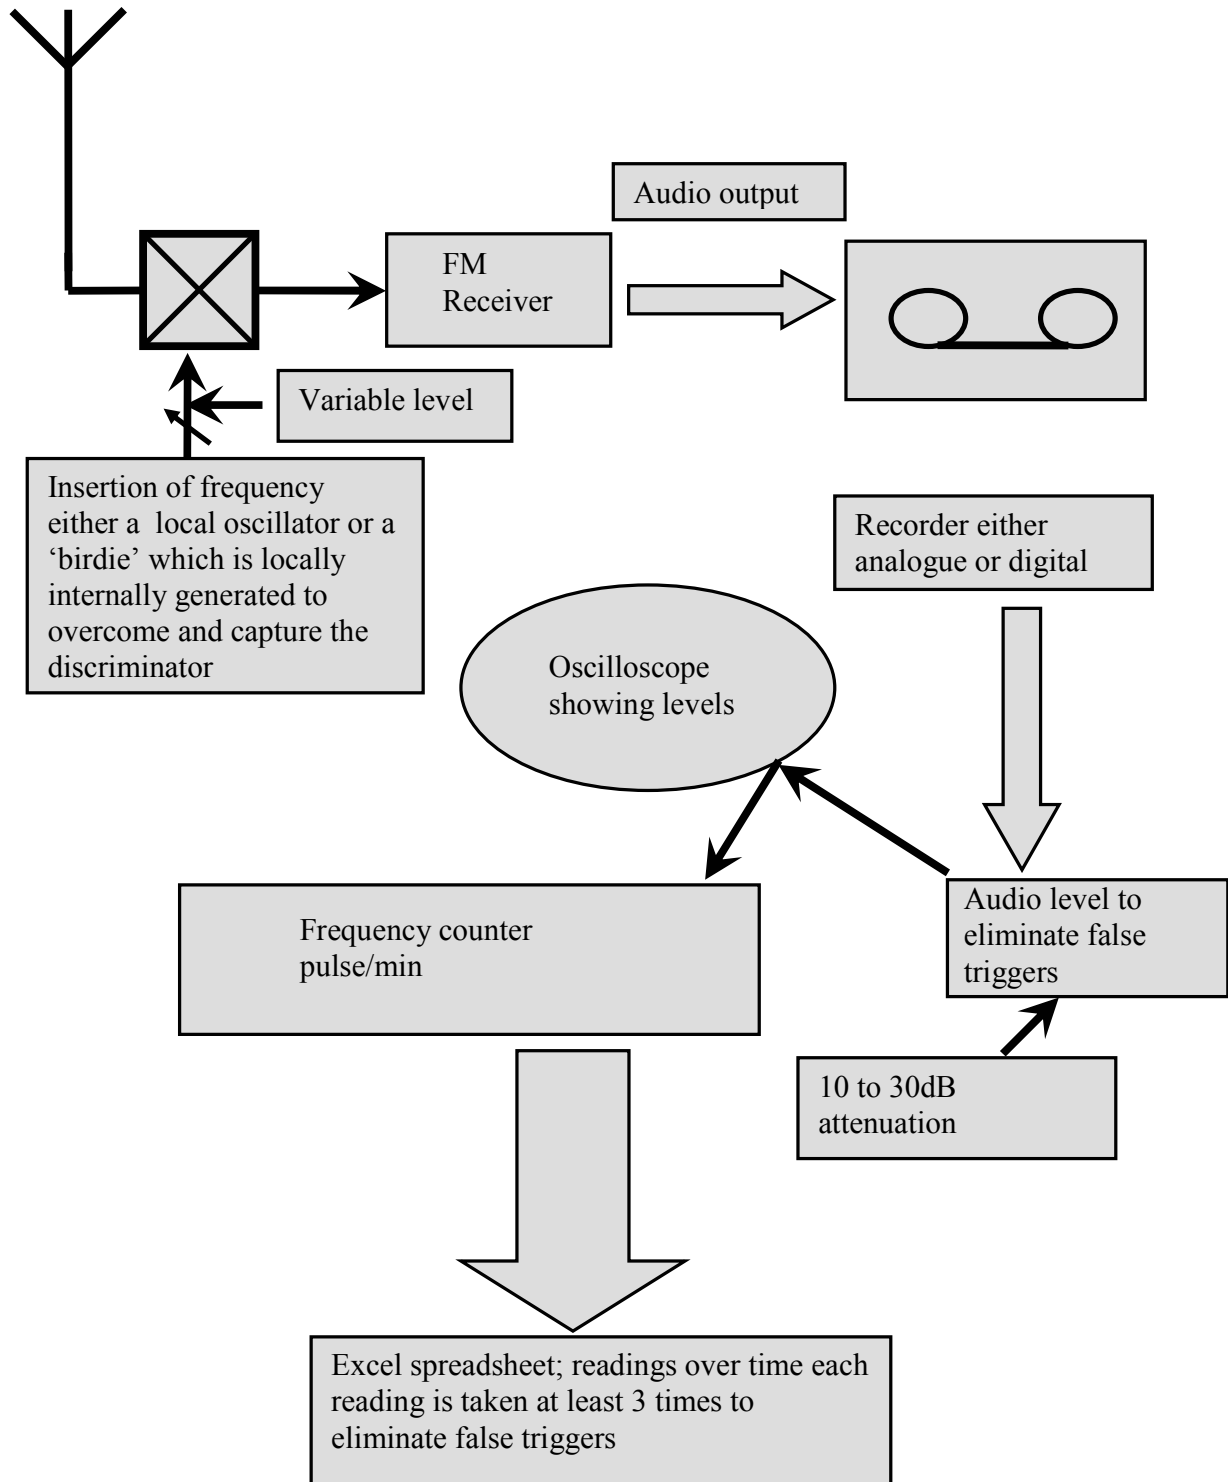 Audio output
FM
Receiver
Variable level
Insertion of frequency
either a  local oscillator or a
‘birdie’ which is locally
internally generated to
overcome and capture the
discriminator
Recorder either
analogue or digital
Oscilloscope
showing levels
Audio level to
eliminate false
triggers
Frequency counter
pulse/min
10 to 30dB
attenuation
Excel spreadsheet; readings over time each
reading is taken at least 3 times to
eliminate false triggers